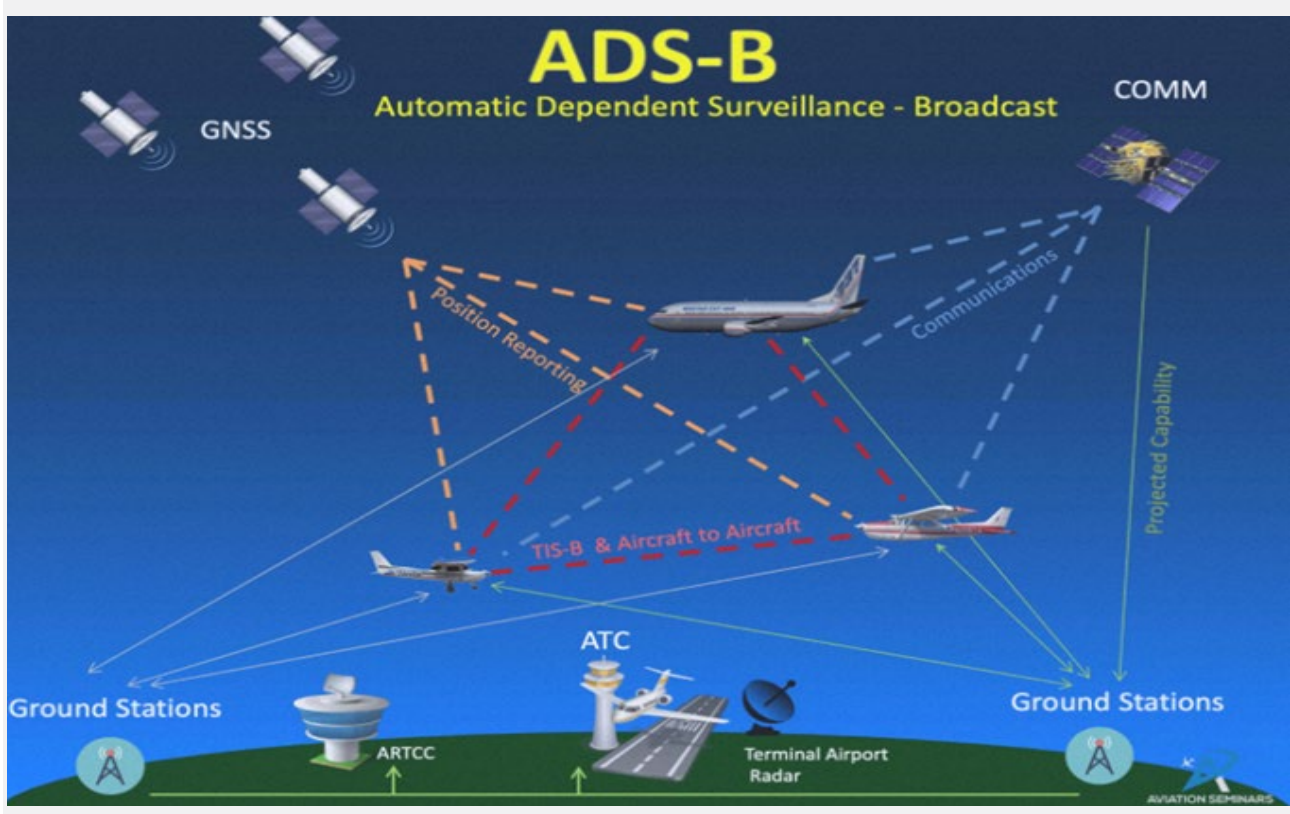 ADS-B
Automatic Dependent Surveillance - Broadcast
COMM
GNSS
Position Reporting
Communications
Projected Capability
TIS-B & Aircraft to Aircraft
ATC
Ground Stations
Ground Stations
ARTCC
Terminal Airport
Radar
AVIATION SEMINARS